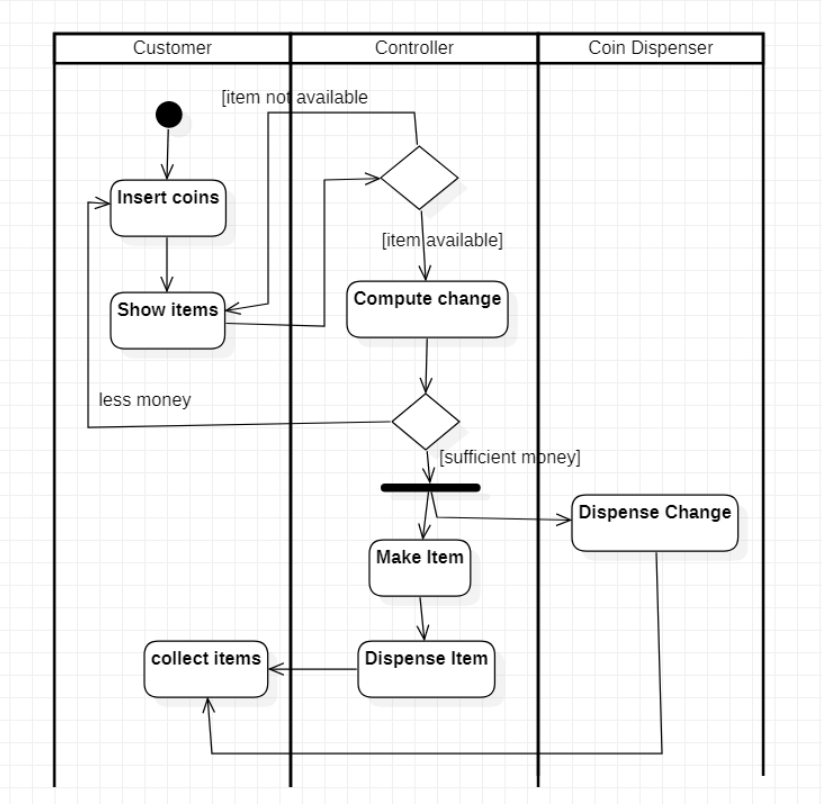 Customer
Controller
Coin Dispenser
[item not available
Insert coins
[item available]
Show items
Compute change
less money
[sufficient money]
Dispense Change
Make Item
collect items
Dispense Item